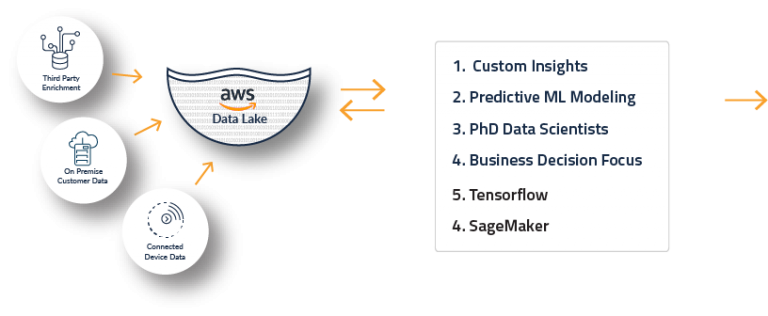 Third Party
Enrichment
On Premise
Customer Data
Connected
Device Data
aws
Data Lake
1. Custom Insights
2. Predictive ML Modeling
3. PhD Data Scientists
4. Business Decision Focus
5. Tensorflow
4. SageMaker